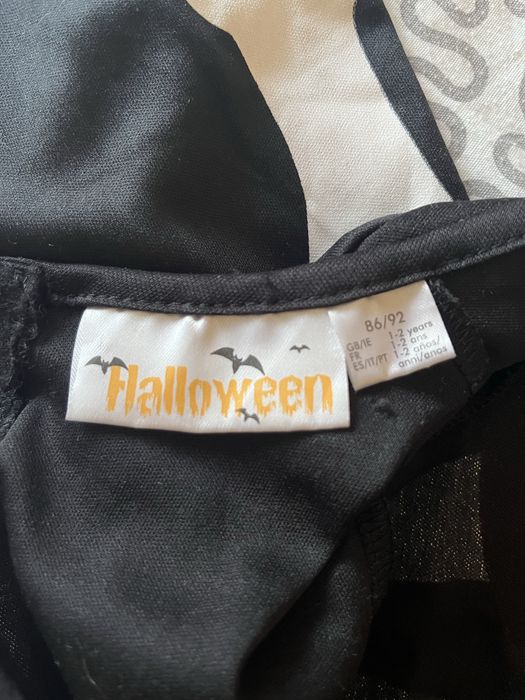 Halloween
86/92
GB/IE 1-2 years
FR 1-2 ans
ES/IT/PT 1-2 años/
anni/anos